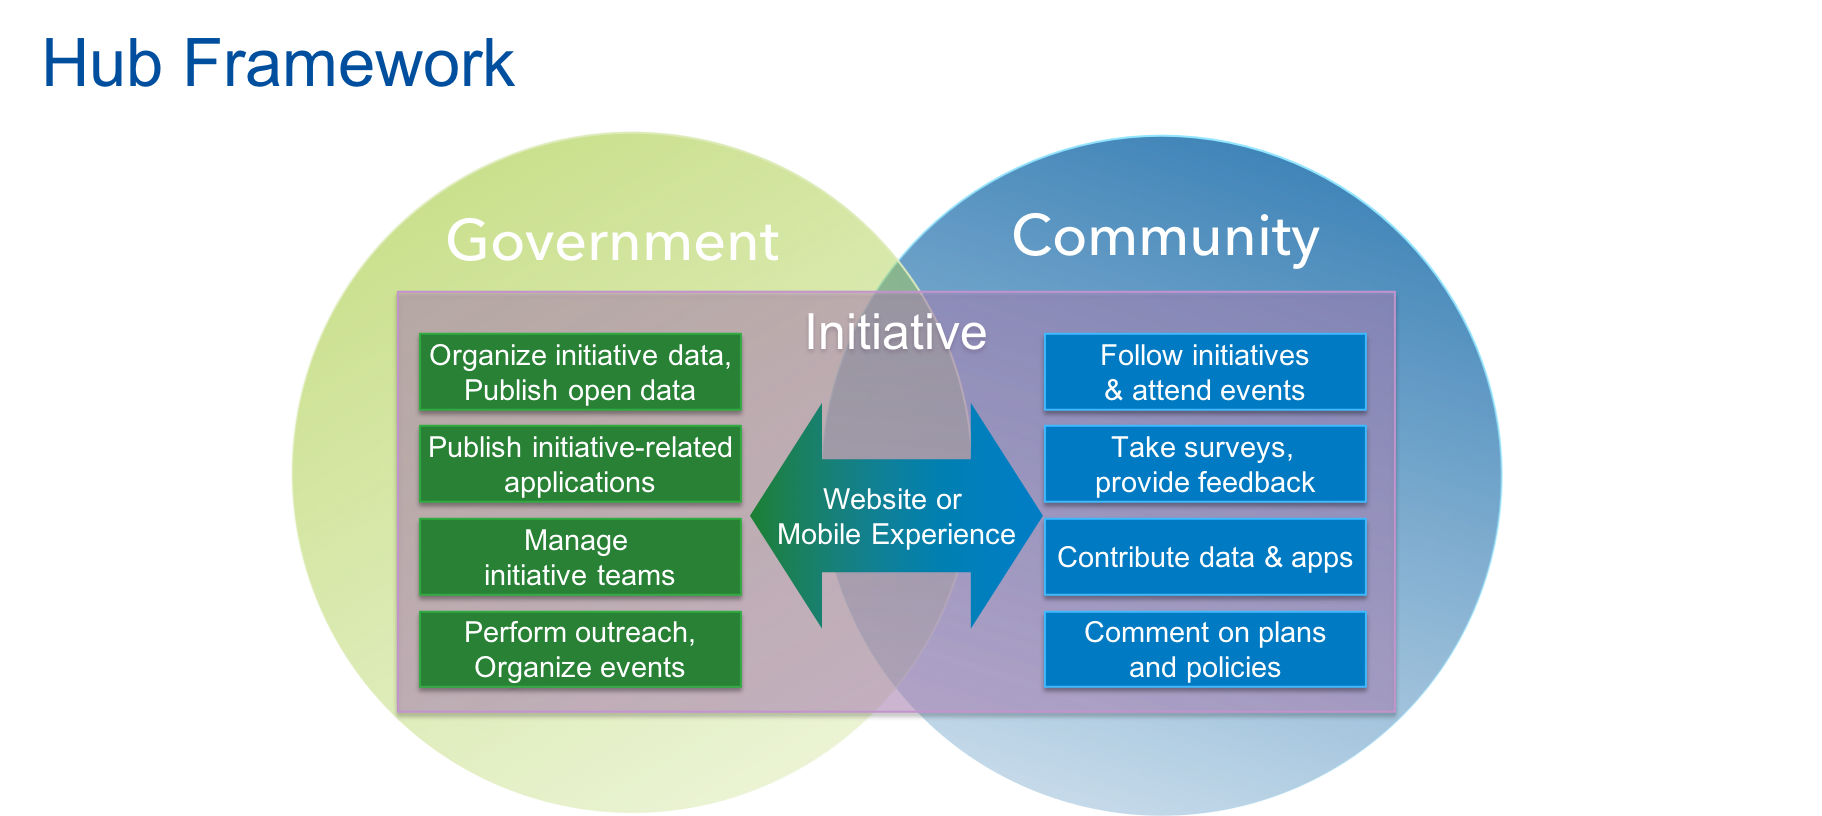 Hub Framework
Government
Community
Initiative
Organize initiative data,
Publish open data
Publish initiative-related
applications
Manage
initiative teams
Perform outreach,
Organize events
Website or
Mobile Experience
Follow initiatives
& attend events
Take surveys,
provide feedback
Contribute data & apps
Comment on plans
and policies